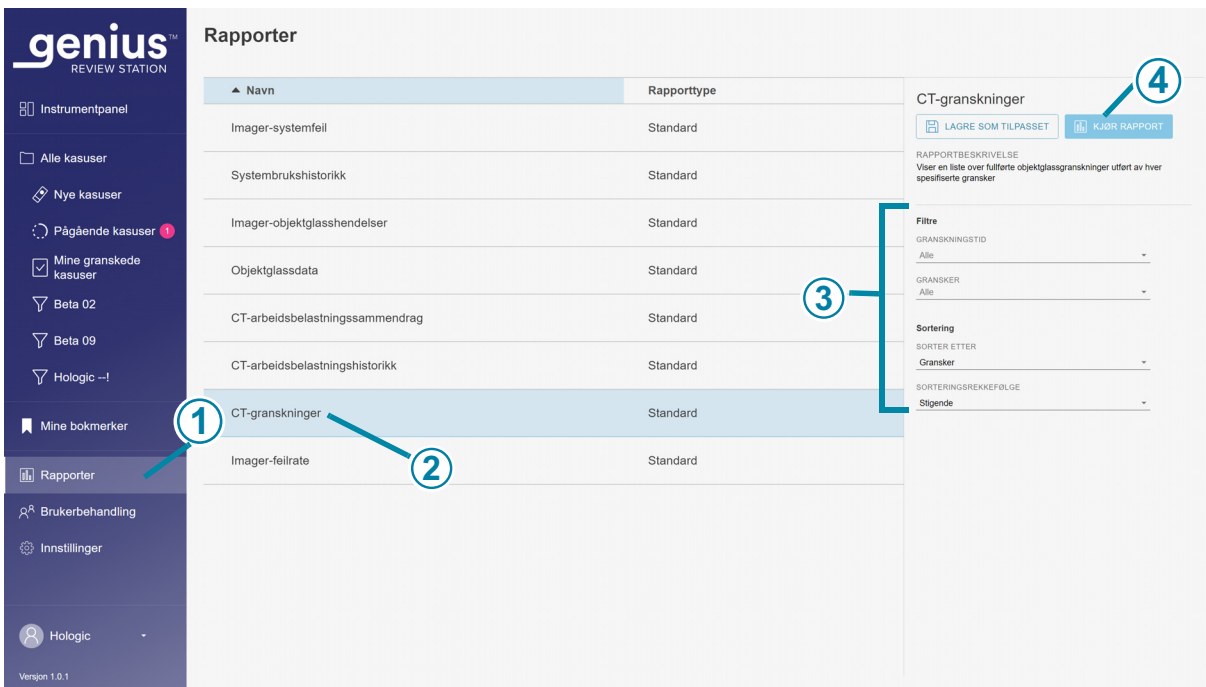 genius™
REVIEW STATION
Instrumentpanel
Alle kasuser
Nye kasuser
Pågående kasuser 1
Mine granskede
kasuser
Beta 02
Beta 09
Hologic --!
Mine bokmerker
Rapporter
Brukerbehandling
Innstillinger
Hologic
Versjon 1.0.1
Rapporter
Navn Rapporttype
Imager-systemfeil Standard
Systembrukshistorikk Standard
Imager-objektglasshendelser Standard
Objektglassdata Standard
CT-arbeidsbelastningssammendrag Standard
CT-arbeidsbelastningshistorikk Standard
CT-granskninger Standard
Imager-feilrate Standard
CT-granskninger
LAGRE SOM TILPASSET KJØR RAPPORT
RAPPORTBESKRIVELSE
Viser en liste over fullførte objektglassgranskninger utført av hver
spesifiserte gransker
Filtre
GRANSKNINGSTID
Alle
GRANSKER
Alle
Sortering
SORTER ETTER
Gransker
SORTERINGSREKKEFØLGE
Stigende
1
2
3
4